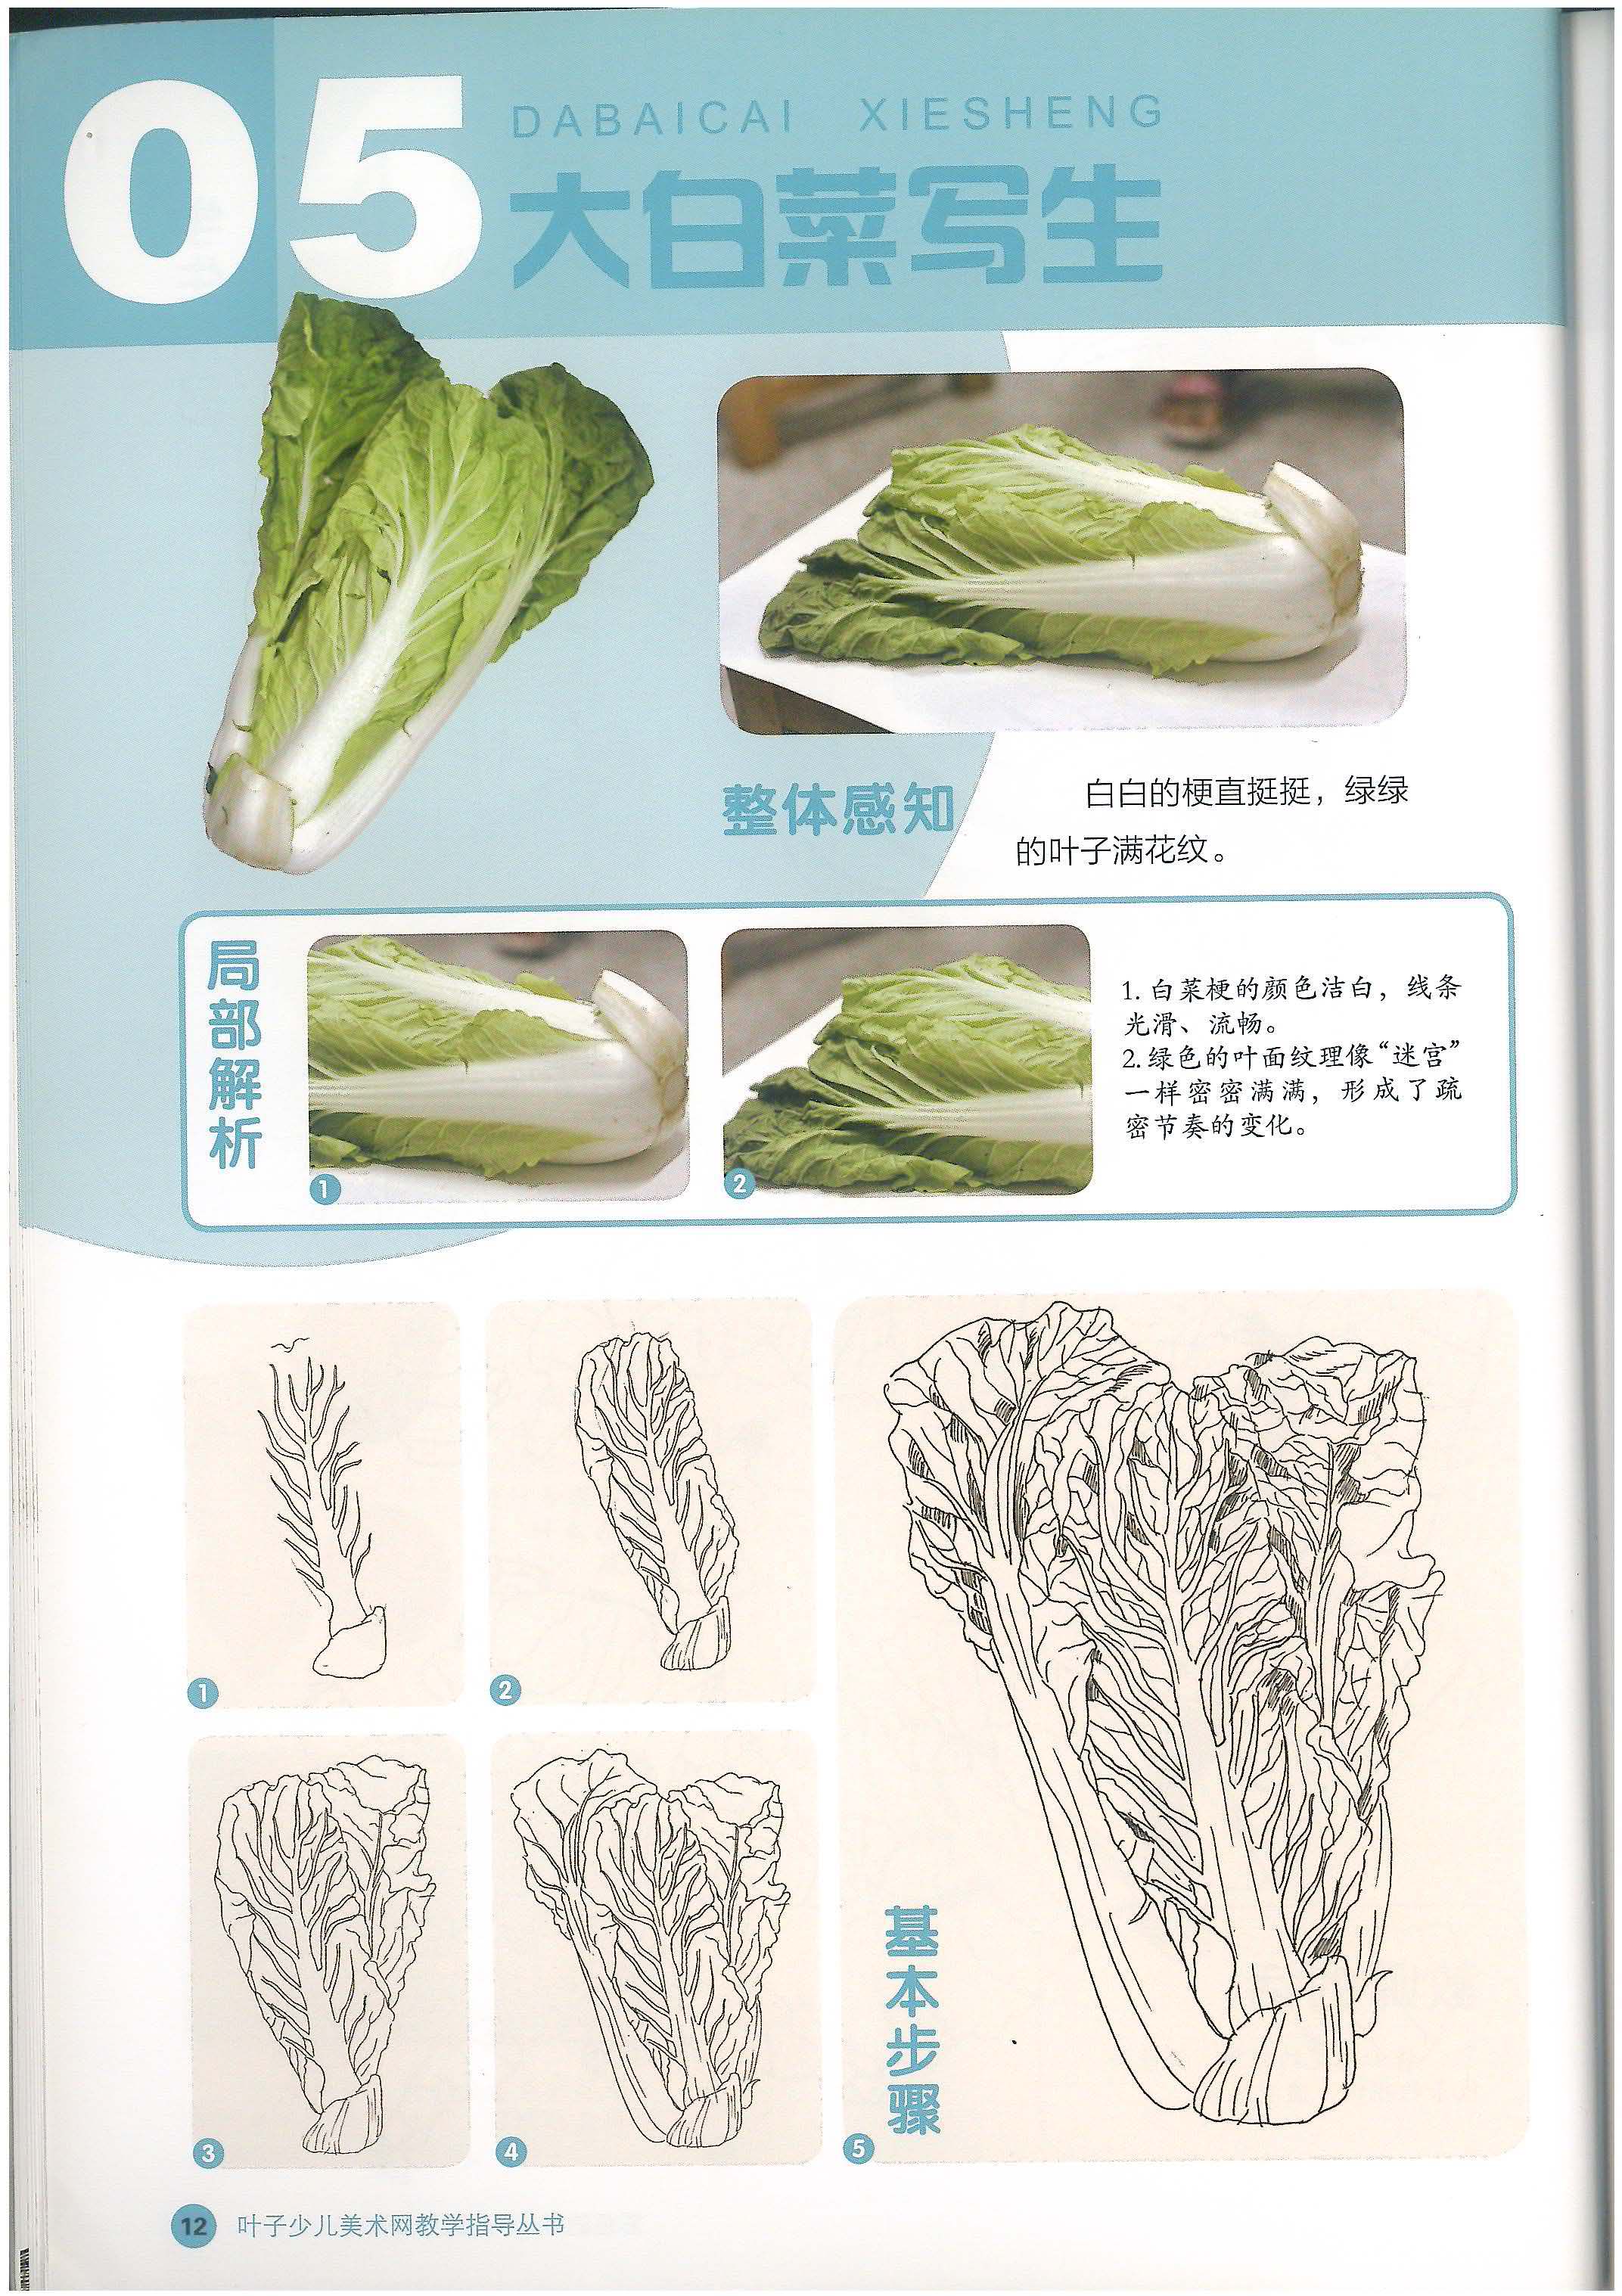 05
DABAICAI XIESHENG
大白菜写生
整体感知
白白的梗直挺挺，绿绿
的叶子满花纹。
局部解析
1
2
1. 白菜梗的颜色洁白，线条
光滑、流畅。
2.绿色的叶面纹理像“迷宫”
一样密密满满，形成了疏
密节奏的变化。
1
2
3
4
基本步骤
5
12 叶子少儿美术网教学指导丛书